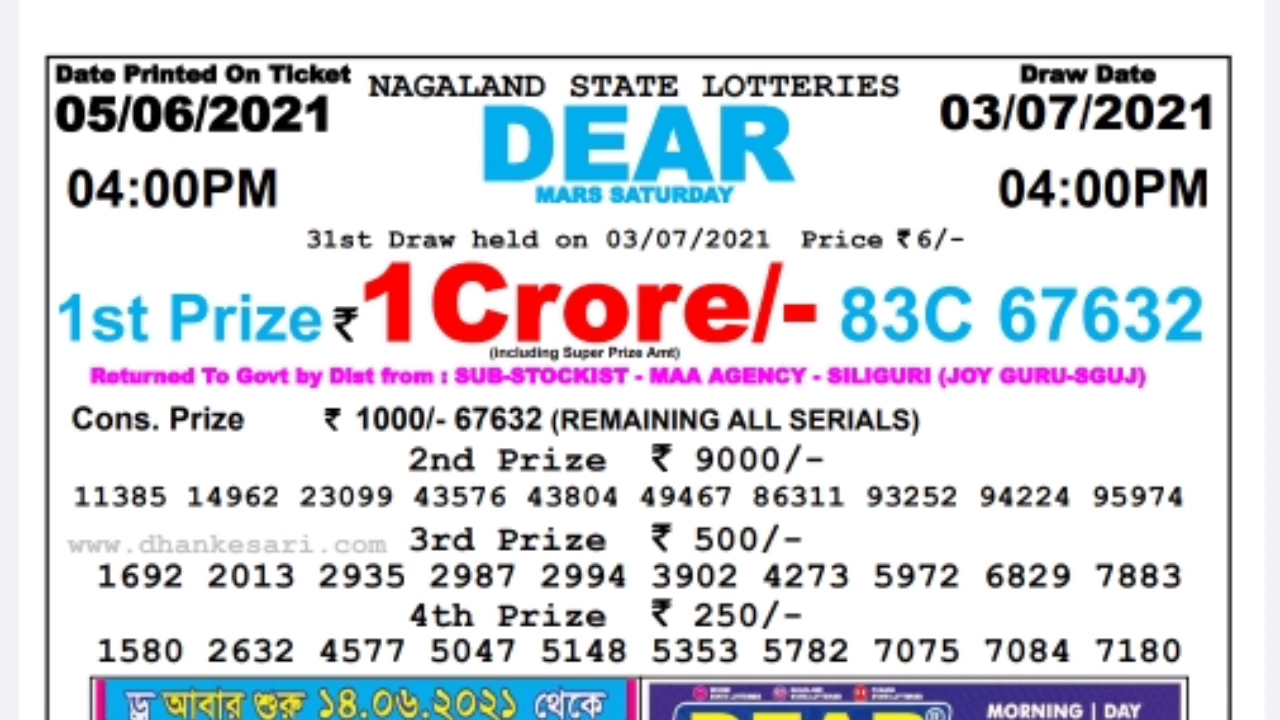 Date Printed On Ticket
NAGALAND STATE LOTTERIES
Draw Date
05/06/2021
DEAR
03/07/2021
04:00PM
MARS SATURDAY
04:00PM
31st Draw held on 03/07/2021 Price ₹6/-
1st Prize ₹1Crore/- 83C 67632
(Including Super Prize Amt)
Returned To Govt by Dist from : SUB-STOCKIST - MAA AGENCY - SILIGURI (JOY GURU-SGUJ)
Cons. Prize ₹ 1000/- 67632 (REMAINING ALL SERIALS)
2nd Prize ₹ 9000/-
11385 14962 23099 43576 43804 49467 86311 93252 94224 95974
www.dhankesari.com 3rd Prize ₹ 500/-
1692 2013 2935 2987 2994 3902 4273 5972 6829 7883
4th Prize ₹ 250/-
1580 2632 4577 5047 5148 5353 5782 7075 7084 7180
ড্র আবার শুরু ১৪.০৬.২০২১ থেকে
DEAR
MORNING | DAY